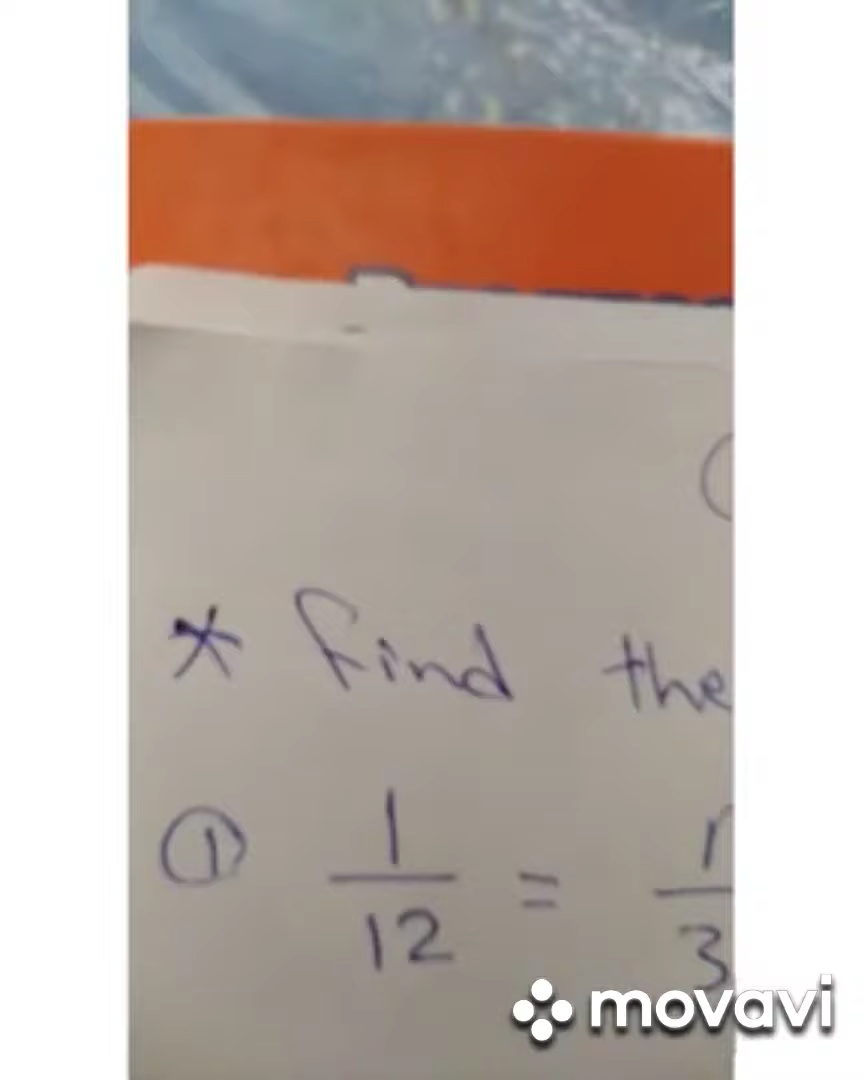 * find the
① 1/12 = 
movavi